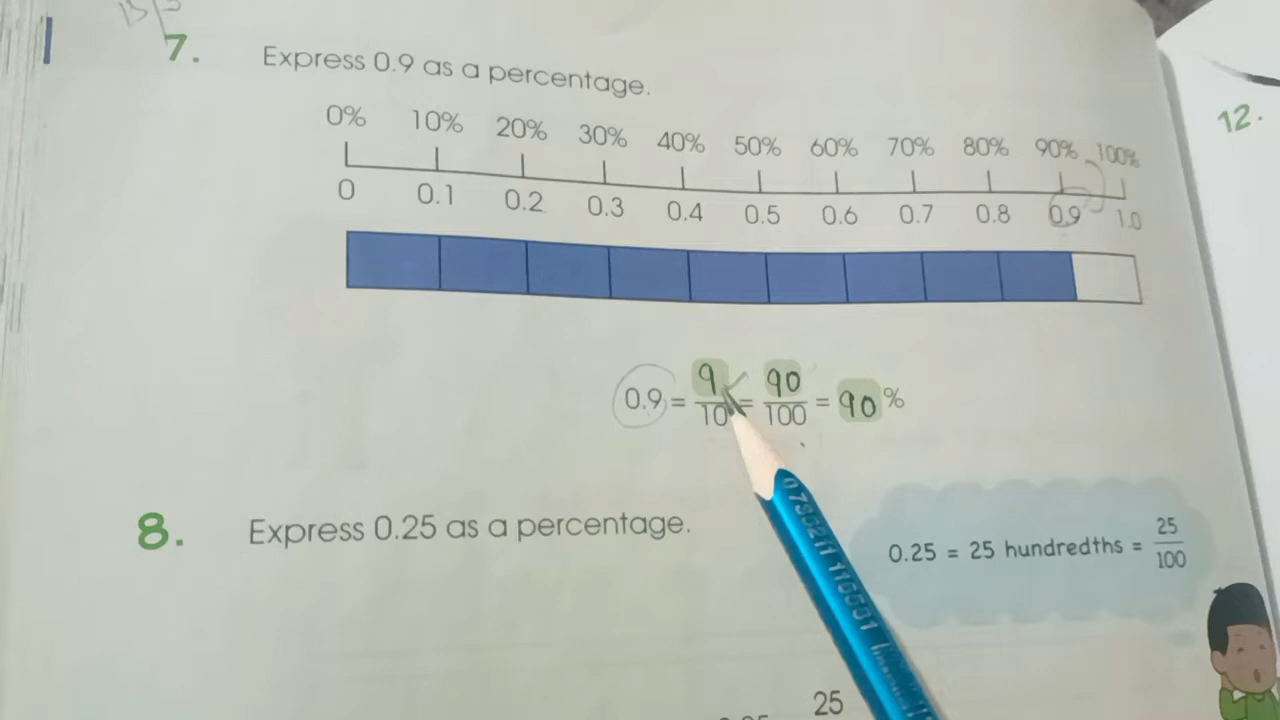 7. Express 0.9 as a percentage.
0% 10% 20% 30% 40% 50% 60% 70% 80% 90% 100%
0 0.1 0.2 0.3 0.4 0.5 0.6 0.7 0.8 0.9 1.0
12.
0.9 = 9/10 = 90/100 = 90%
8. Express 0.25 as a percentage.
0.25 = 25 hundredths = 25/100
25